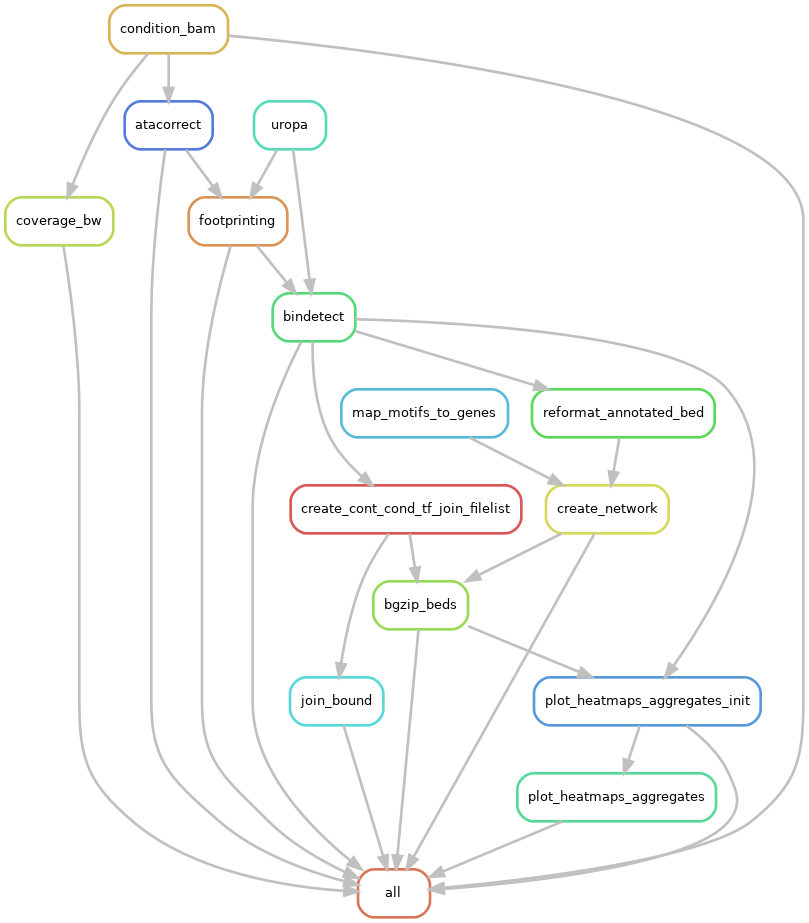 condition_bam
atacorrect
uropa
coverage_bw
footprinting
bindetect
map_motifs_to_genes
reformat_annotated_bed
create_cont_cond_tf_join_filelist
create_network
bgzip_beds
join_bound
plot_heatmaps_aggregates_init
plot_heatmaps_aggregates
all